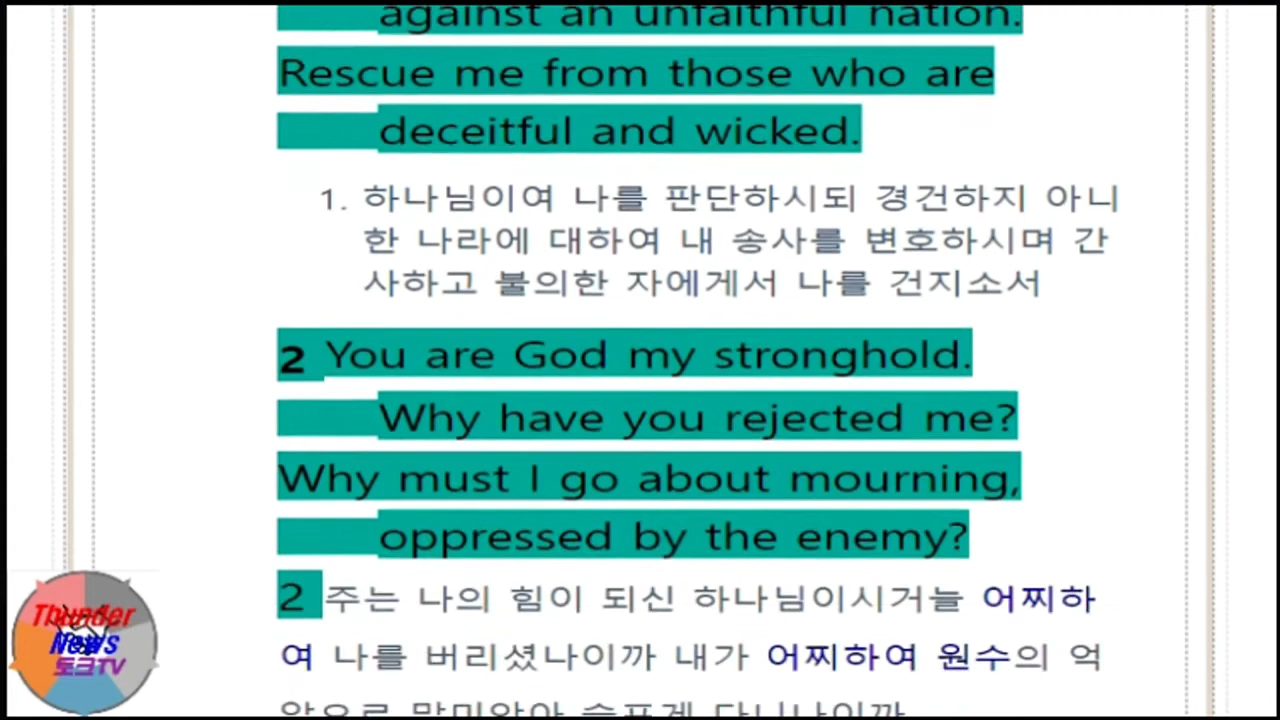 against an unfaithful nation.
Rescue me from those who are
deceitful and wicked.
1. 하나님이여 나를 판단하시되 경건하지 아니
한 나라에 대하여 내 송사를 변호하시며 간
사하고 불의한 자에게서 나를 건지소서
2 You are God my stronghold.
Why have you rejected me?
Why must I go about mourning,
oppressed by the enemy?
2 주는 나의 힘이 되신 하나님이시거늘 어찌하
여 나를 버리셨나이까 내가 어찌하여 원수의 억
Thunder
News
토크TV